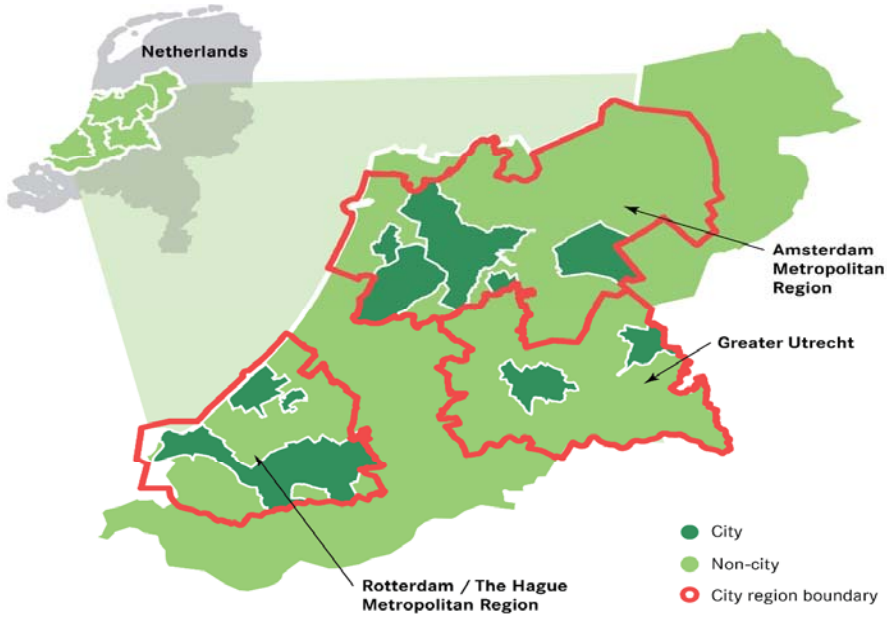 Netherlands
Amsterdam
Metropolitan
Region
Greater Utrecht
Rotterdam / The Hague
Metropolitan Region
City
Non-city
City region boundary